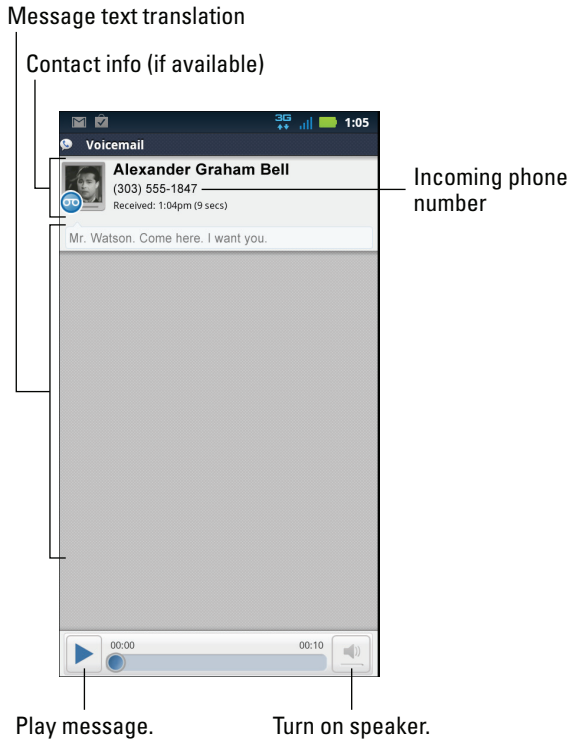 Message text translation
Contact info (if available)
3G
1:05
Voicemail
Alexander Graham Bell
(303) 555-1847
Received: 1:04pm (9 secs)
Incoming phone
number
Mr. Watson. Come here. I want you.
00:00
00:10
Play message.
Turn on speaker.